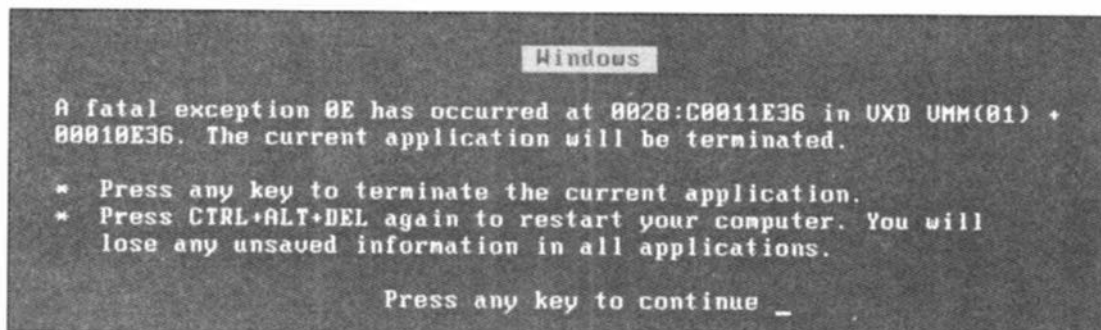 Windows
A fatal exception 0E has occurred at 0028:C0011E36 in VXD VMM(01) +
00010E36. The current application will be terminated.
* Press any key to terminate the current application.
* Press CTRL+ALT+DEL again to restart your computer. You will
lose any unsaved information in all applications.
Press any key to continue _